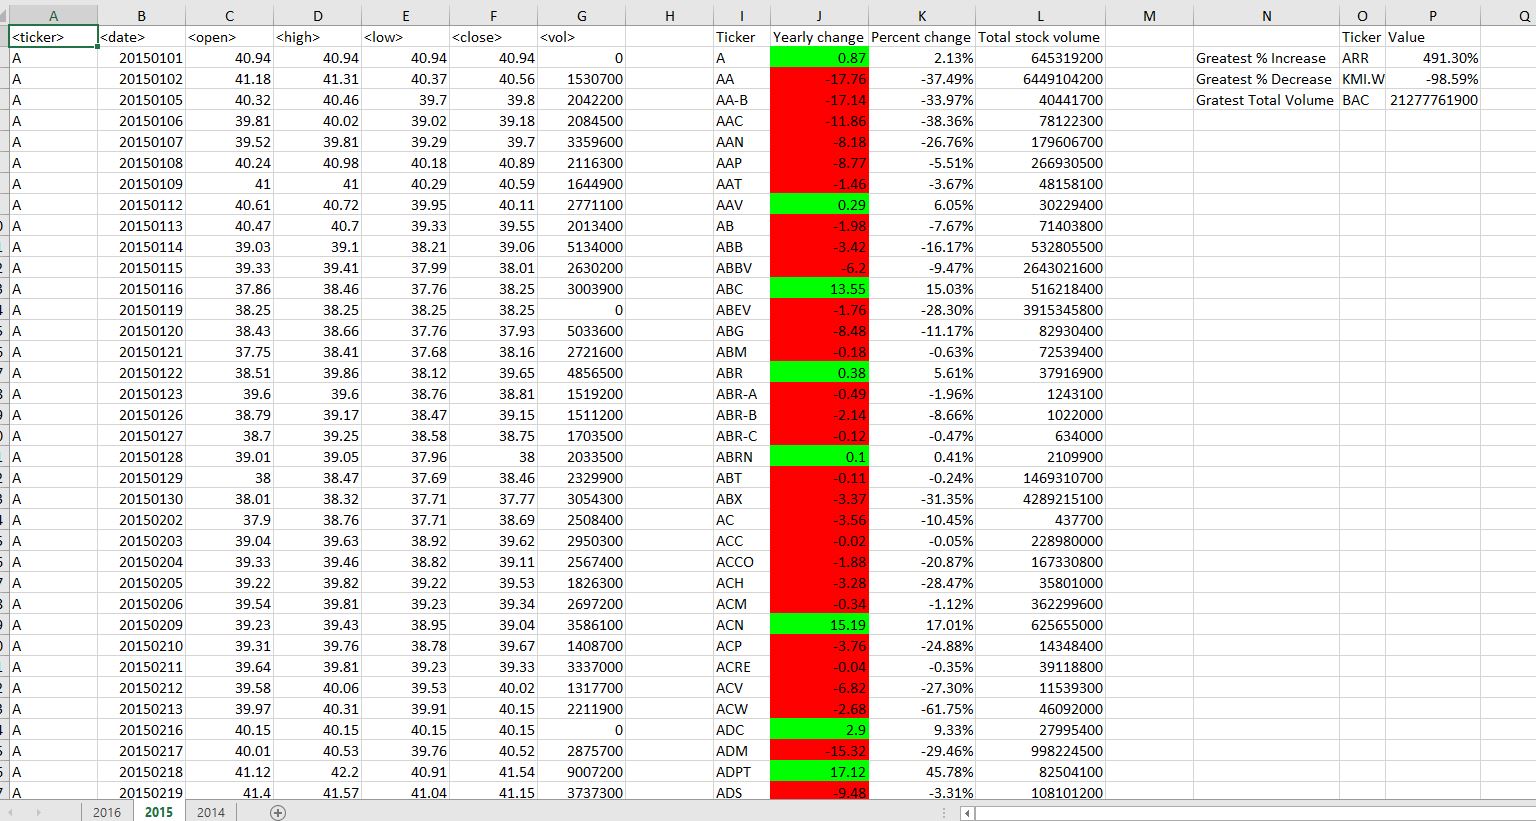 A B C D E F G H I J K L M N O P Q
<ticker> <date> <open> <high> <low> <close> <vol> Ticker Yearly change Percent change Total stock volume Ticker Value
A 20150101 40.94 40.94 40.94 40.94 0 A 0.87 2.13% 645319200 Greatest % Increase ARR 491.30%
A 20150102 41.18 41.31 40.37 40.56 1530700 AA -17.76 -37.49% 6449104200 Greatest % Decrease KMI.W -98.59%
A 20150105 40.32 40.46 39.7 39.8 2042200 AA-B -17.14 -33.97% 40441700 Gratest Total Volume BAC 21277761900
A 20150106 39.81 40.02 39.02 39.18 2084500 AAC -11.86 -38.36% 78122300
A 20150107 39.52 39.81 39.29 39.7 3359600 AAN -8.18 -26.76% 179606700
A 20150108 40.24 40.98 40.18 40.89 2116300 AAP -8.77 -5.51% 266930500
A 20150109 41 41 40.29 40.59 1644900 AAT -1.46 -3.67% 48158100
A 20150112 40.61 40.72 39.95 40.11 2771100 AAV 0.29 6.05% 30229400
A 20150113 40.47 40.7 39.33 39.55 2013400 AB -1.98 -7.67% 71403800
A 20150114 39.03 39.1 38.21 39.06 5134000 ABB -3.42 -16.17% 532805500
A 20150115 39.33 39.41 37.99 38.01 2630200 ABBV -6.2 -9.47% 2643021600
A 20150116 37.86 38.46 37.76 38.25 3003900 ABC 13.55 15.03% 516218400
A 20150119 38.25 38.25 38.25 38.25 0 ABEV -1.76 -28.30% 3915345800
A 20150120 38.43 38.66 37.76 37.93 5033600 ABG -8.48 -11.17% 82930400
A 20150121 37.75 38.41 37.68 38.16 2721600 ABM -0.18 -0.63% 72539400
A 20150122 38.51 39.86 38.12 39.65 4856500 ABR 0.38 5.61% 37916900
A 20150123 39.6 39.6 38.76 38.81 1519200 ABR-A -0.49 -1.96% 1243100
A 20150126 38.79 39.17 38.47 39.15 1511200 ABR-B -2.14 -8.66% 1022000
A 20150127 38.7 39.25 38.58 38.75 1703500 ABR-C -0.12 -0.47% 634000
A 20150128 39.01 39.05 37.96 38 2033500 ABRN 0.1 0.41% 2109900
A 20150129 38 38.47 37.69 38.46 2329900 ABT -0.11 -0.24% 1469310700
A 20150130 38.01 38.32 37.71 37.77 3054300 ABX -3.37 -31.35% 4289215100
A 20150202 37.9 38.76 37.71 38.69 2508400 AC -3.56 -10.45% 437700
A 20150203 39.04 39.63 38.92 39.62 2950300 ACC -0.02 -0.05% 228980000
A 20150204 39.33 39.46 38.82 39.11 2567400 ACCO -1.88 -20.87% 167330800
A 20150205 39.22 39.82 39.22 39.53 1826300 ACH -3.28 -28.47% 35801000
A 20150206 39.54 39.81 39.23 39.34 2697200 ACM -0.34 -1.12% 362299600
A 20150209 39.23 39.43 38.95 39.04 3586100 ACN 15.19 17.01% 625655000
A 20150210 39.31 39.76 38.78 39.67 1408700 ACP -3.76 -24.88% 14348400
A 20150211 39.64 39.81 39.23 39.33 3337000 ACRE -0.04 -0.35% 39118800
A 20150212 39.58 40.06 39.53 40.02 1317700 ACV -6.82 -27.30% 11539300
A 20150213 39.97 40.31 39.91 40.15 2211900 ACW -2.68 -61.75% 46092000
A 20150216 40.15 40.15 40.15 40.15 0 ADC 2.9 9.33% 27995400
A 20150217 40.01 40.53 39.76 40.52 2875700 ADM -15.32 -29.46% 998224500
A 20150218 41.12 42.2 40.91 41.54 9007200 ADPT 17.12 45.78% 82504100
A 20150219 41.4 41.57 41.04 41.15 3737300 ADS -9.48 -3.31% 108101200
2016 2015 2014